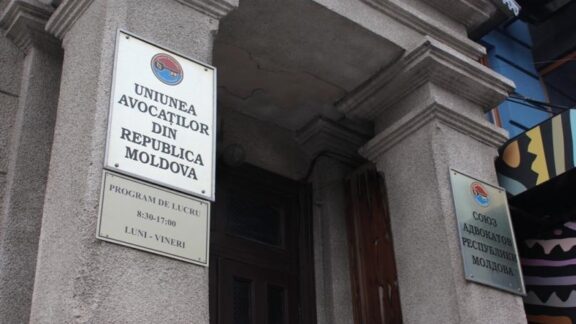 UNIUNEA
AVOCAȚILOR
DIN
REPUBLICA
MOLDOVA
PROGRAM DE LUCRU
8:30-17:00
LUNI - VINERI
СОЮЗ
АДВОКАТОВ
РЕСПУБЛИКИ
МОЛДОВА